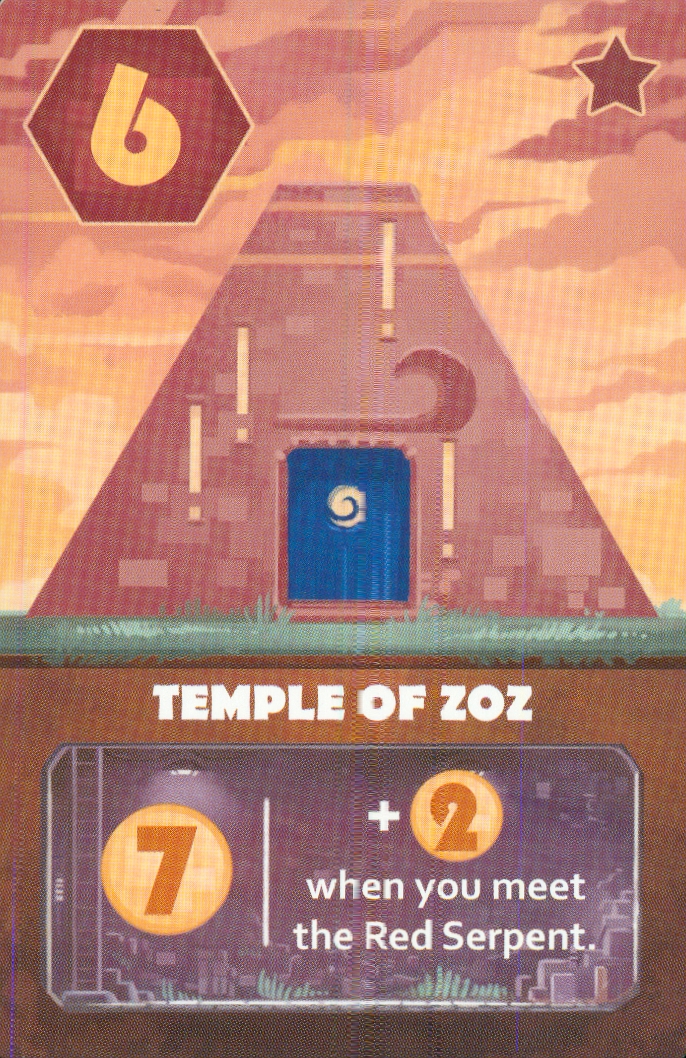 6
TEMPLE OF ZOZ
7
+ 2
when you meet
the Red Serpent.